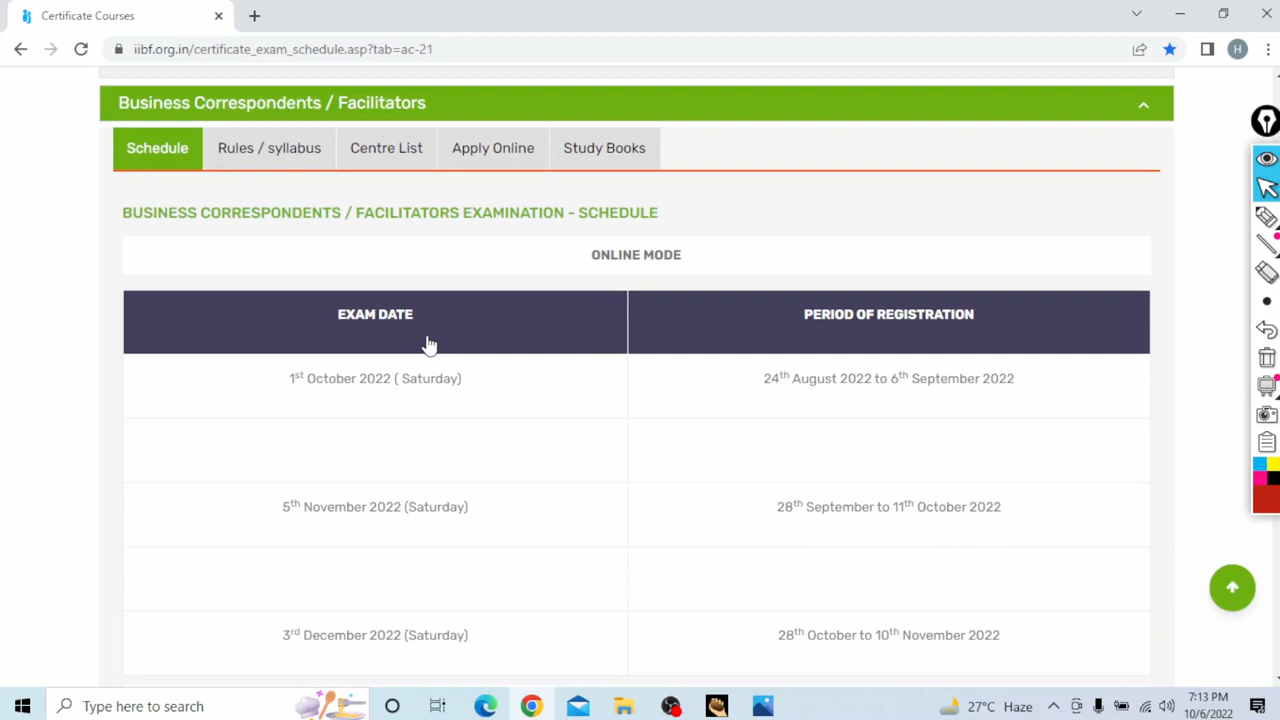 Certificate Courses
iibf.org.in/certificate_exam_schedule.asp?tab=ac-21
H
Business Correspondents / Facilitators
Schedule Rules / syllabus Centre List Apply Online Study Books
BUSINESS CORRESPONDENTS / FACILITATORS EXAMINATION - SCHEDULE
ONLINE MODE
EXAM DATE PERIOD OF REGISTRATION
1st October 2022 ( Saturday) 24th August 2022 to 6th September 2022
5th November 2022 (Saturday) 28th September to 11th October 2022
3rd December 2022 (Saturday) 28th October to 10th November 2022
Type here to search 27°C Haze 7:13 PM
10/6/2022